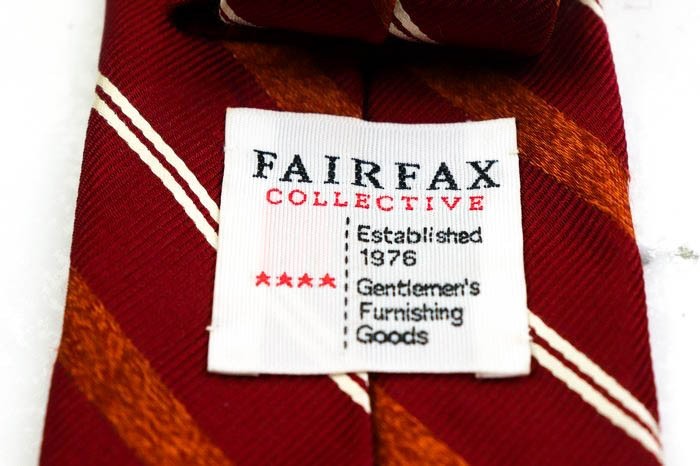 FAIRFAX
COLLECTIVE
Established
1976
★★★★
Gentlemen's
Furnishing
Goods